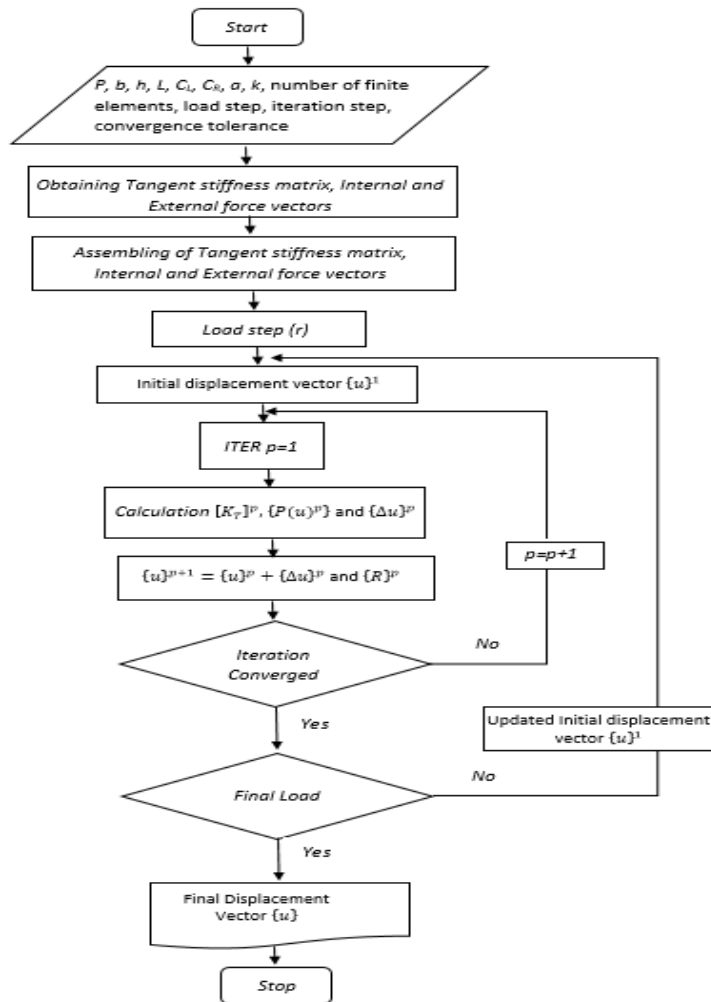 Start
P, b, h, L, C_L, C_R, a, k, number of finite
elements, load step, iteration step,
convergence tolerance
Obtaining Tangent stiffness matrix, Internal and
External force vectors
Assembling of Tangent stiffness matrix,
Internal and External force vectors
Load step (r)
Initial displacement vector {u}¹
ITER p=1
Calculation [K_T]ᵖ, {P(u)ᵖ} and {Δu}ᵖ
p=p+1
{u}ᵖ⁺¹ = {u}ᵖ + {Δu}ᵖ and {R}ᵖ
Iteration
Converged
No
Yes
Updated Initial displacement
vector {u}¹
Final Load
No
Yes
Final Displacement
Vector {u}
Stop